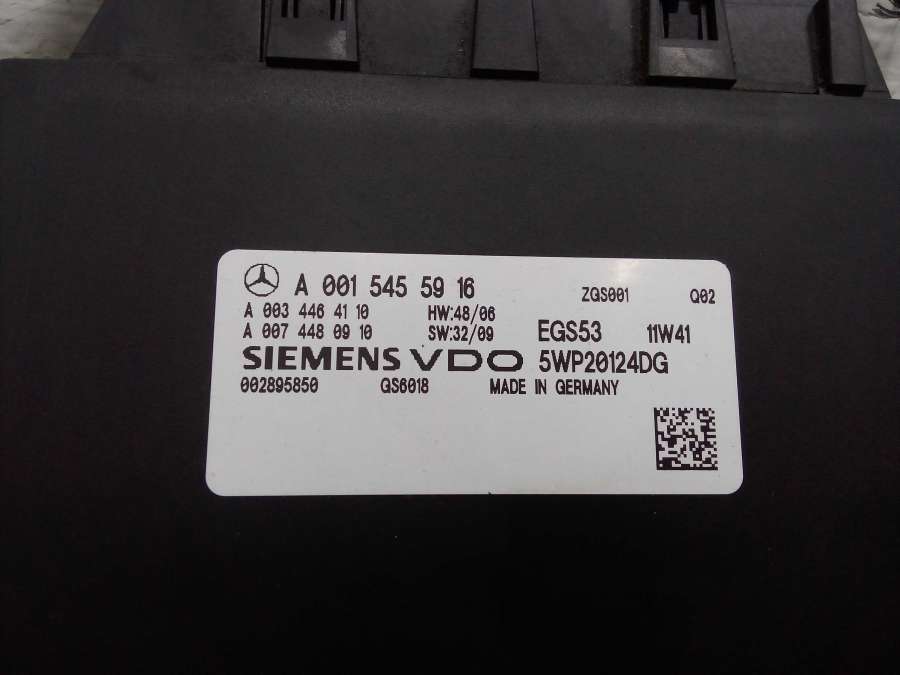 A 001 545 59 16 ZGS001 Q02
A 003 446 41 10 HW:48/06
A 007 448 09 10 SW:32/09 EGS53 11W41
SIEMENS VDO 5WP20124DG
002895850 GS6018 MADE IN GERMANY